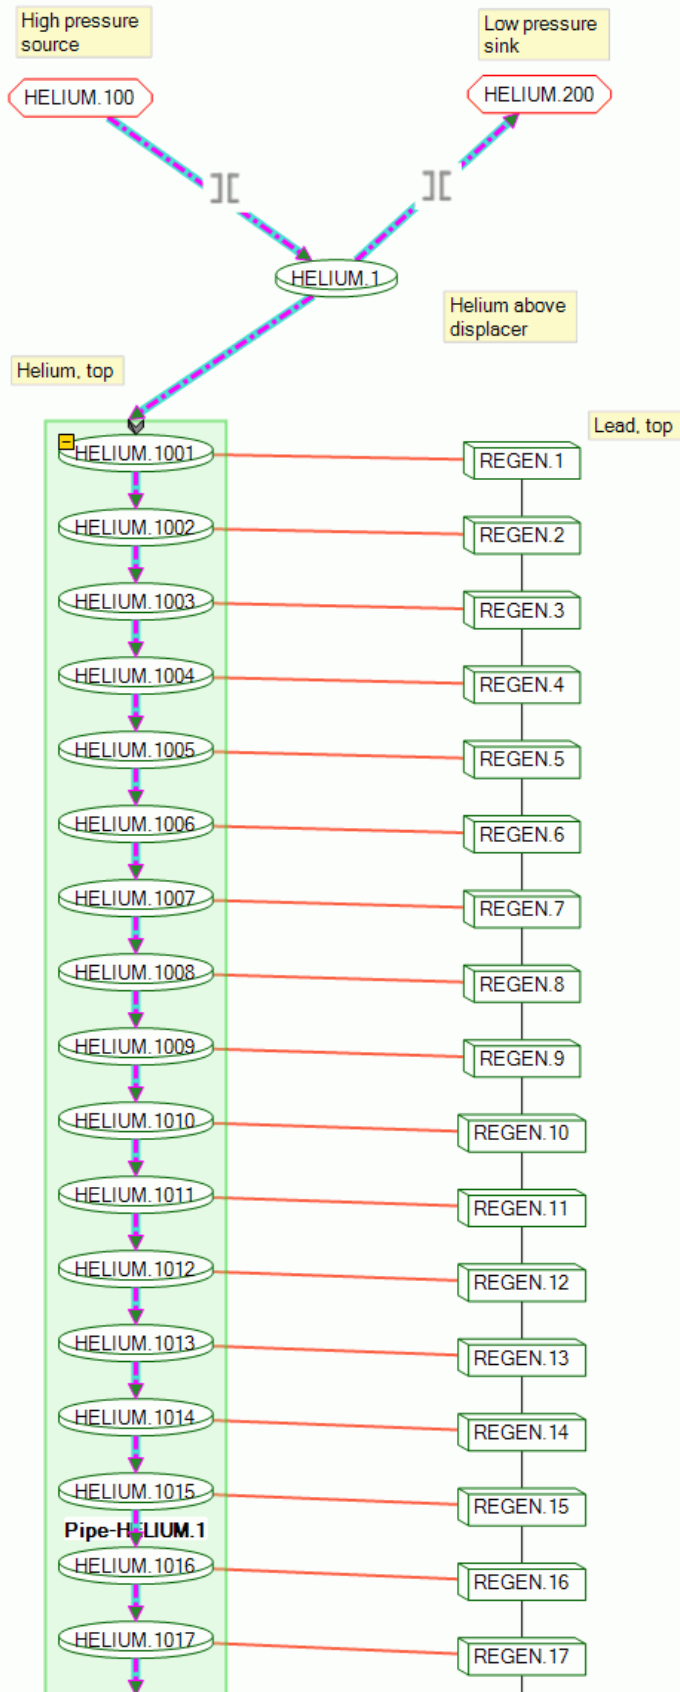 High pressure
source
Low pressure
sink
HELIUM.100
HELIUM.200
HELIUM.1
Helium above
displacer
Helium, top
Lead, top
HELIUM.1001
REGEN.1
HELIUM.1002
REGEN.2
HELIUM.1003
REGEN.3
HELIUM.1004
REGEN.4
HELIUM.1005
REGEN.5
HELIUM.1006
REGEN.6
HELIUM.1007
REGEN.7
HELIUM.1008
REGEN.8
HELIUM.1009
REGEN.9
HELIUM.1010
REGEN.10
HELIUM.1011
REGEN.11
HELIUM.1012
REGEN.12
HELIUM.1013
REGEN.13
HELIUM.1014
REGEN.14
HELIUM.1015
REGEN.15
Pipe-HELIUM.1
HELIUM.1016
REGEN.16
HELIUM.1017
REGEN.17